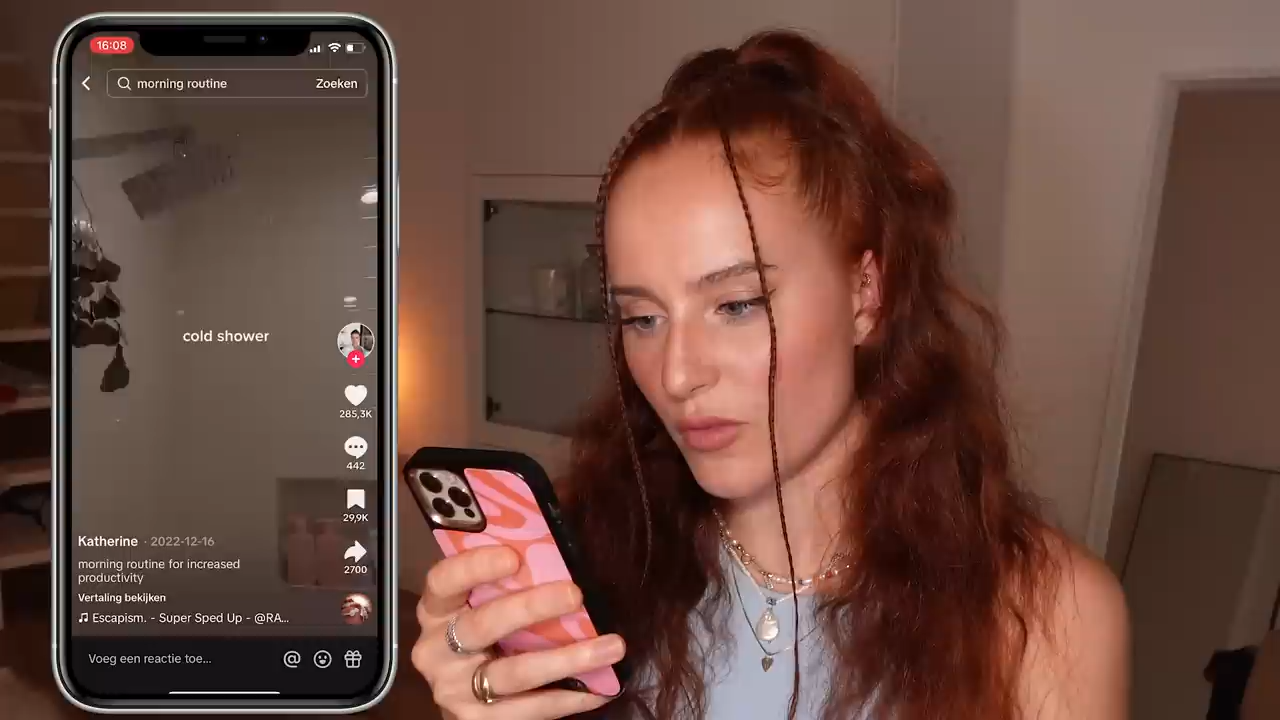 16:08
morning routine
Zoeken
cold shower
285,3K
442
29,9K
2700
Katherine · 2022-12-16
morning routine for increased
productivity
Vertaling bekijken
Escapism. - Super Sped Up - @RA...
Voeg een reactie toe...